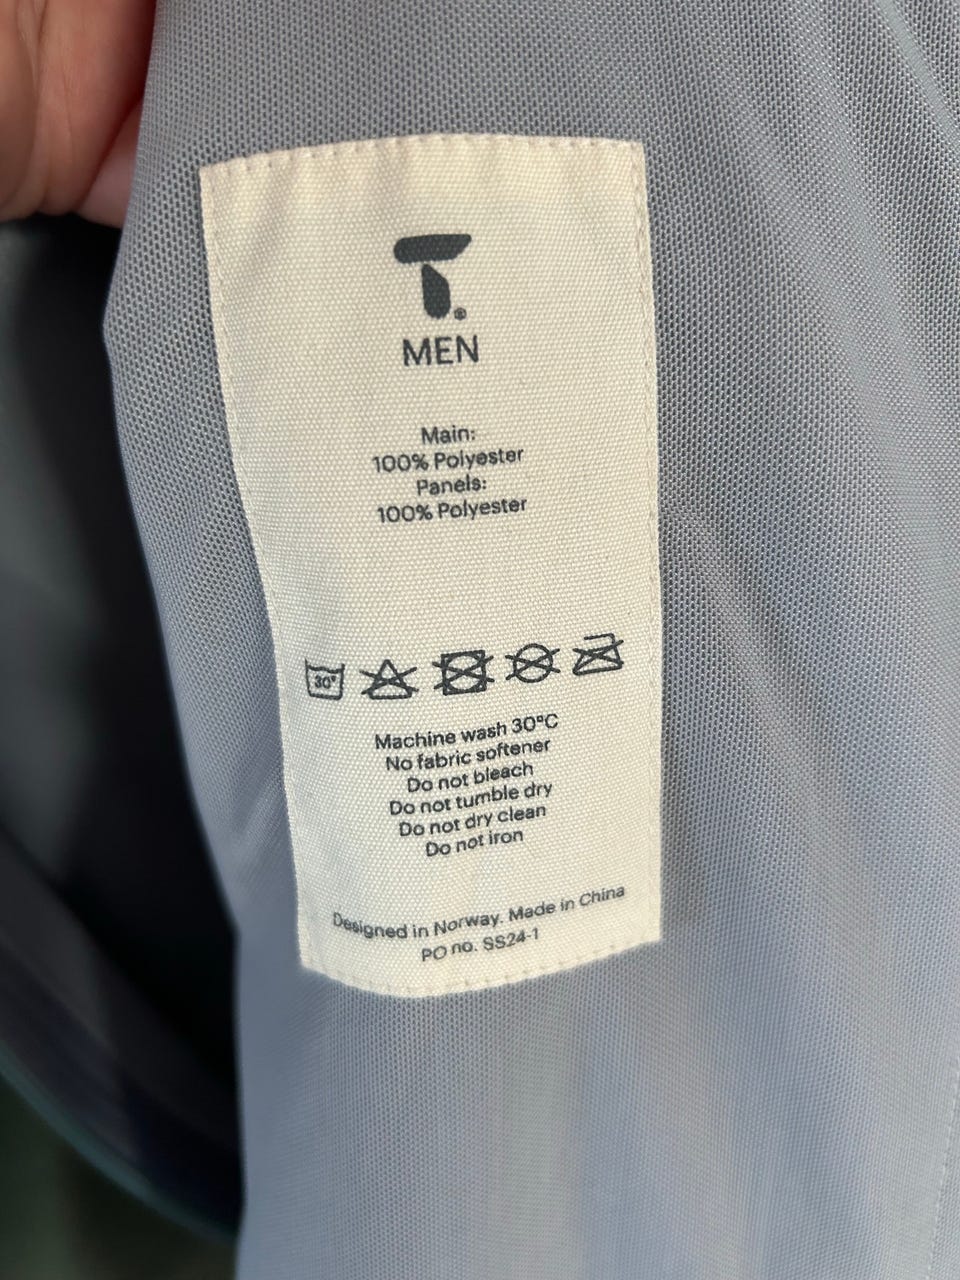 T®
MEN
Main:
100% Polyester
Panels:
100% Polyester
30°
Machine wash 30°C
No fabric softener
Do not bleach
Do not tumble dry
Do not dry clean
Do not iron
Designed in Norway. Made in China
PO no. SS24-1